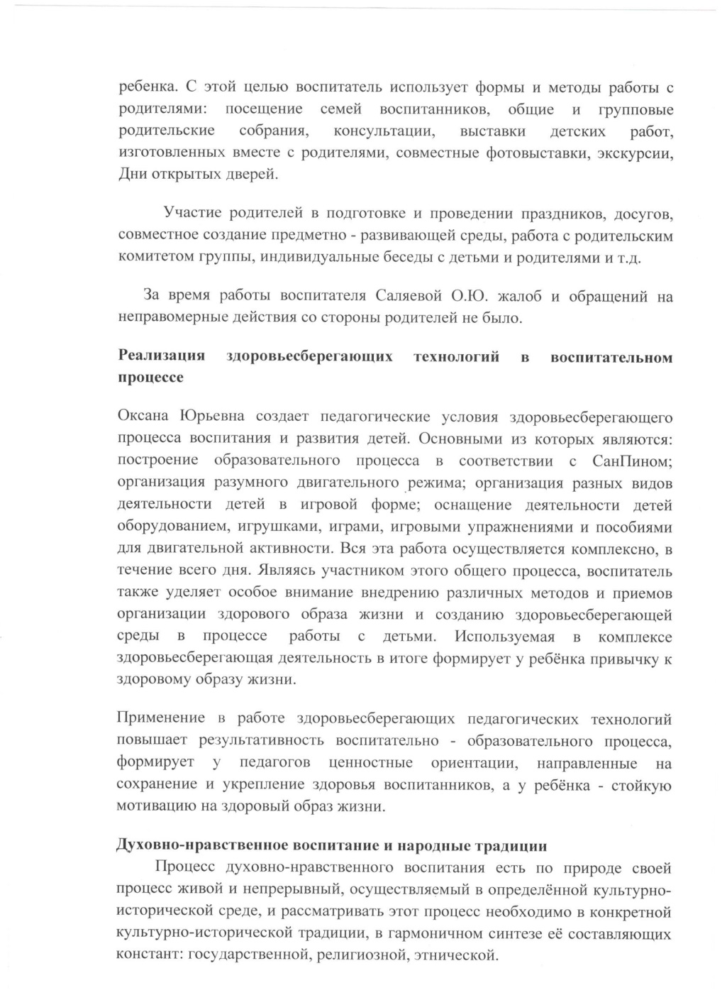 ребенка. С этой целью воспитатель использует формы и методы работы с
родителями: посещение семей воспитанников, общие и групповые
родительские собрания, консультации, выставки детских работ,
изготовленных вместе с родителями, совместные фотовыставки, экскурсии,
Дни открытых дверей.
Участие родителей в подготовке и проведении праздников, досугов,
совместное создание предметно - развивающей среды, работа с родительским
комитетом группы, индивидуальные беседы с детьми и родителями и т.д.
За время работы воспитателя Саляевой О.Ю. жалоб и обращений на
неправомерные действия со стороны родителей не было.
Реализация здоровьесберегающих технологий в воспитательном
процессе
Оксана Юрьевна создает педагогические условия здоровьесберегающего
процесса воспитания и развития детей. Основными из которых являются:
построение образовательного процесса в соответствии с СанПином;
организация разумного двигательного режима; организация разных видов
деятельности детей в игровой форме; оснащение деятельности детей
оборудованием, игрушками, играми, игровыми упражнениями и пособиями
для двигательной активности. Вся эта работа осуществляется комплексно, в
течение всего дня. Являясь участником этого общего процесса, воспитатель
также уделяет особое внимание внедрению различных методов и приемов
организации здорового образа жизни и созданию здоровьесберегающей
среды в процессе работы с детьми. Используемая в комплексе
здоровьесберегающая деятельность в итоге формирует у ребёнка привычку к
здоровому образу жизни.
Применение в работе здоровьесберегающих педагогических технологий
повышает результативность воспитательно - образовательного процесса,
формирует у педагогов ценностные ориентации, направленные на
сохранение и укрепление здоровья воспитанников, а у ребёнка - стойкую
мотивацию на здоровый образ жизни.
Духовно-нравственное воспитание и народные традиции
Процесс духовно-нравственного воспитания есть по природе своей
процесс живой и непрерывный, осуществляемый в определённой культурно-
исторической среде, и рассматривать этот процесс необходимо в конкретной
культурно-исторической традиции, в гармоничном синтезе её составляющих
констант: государственной, религиозной, этнической.